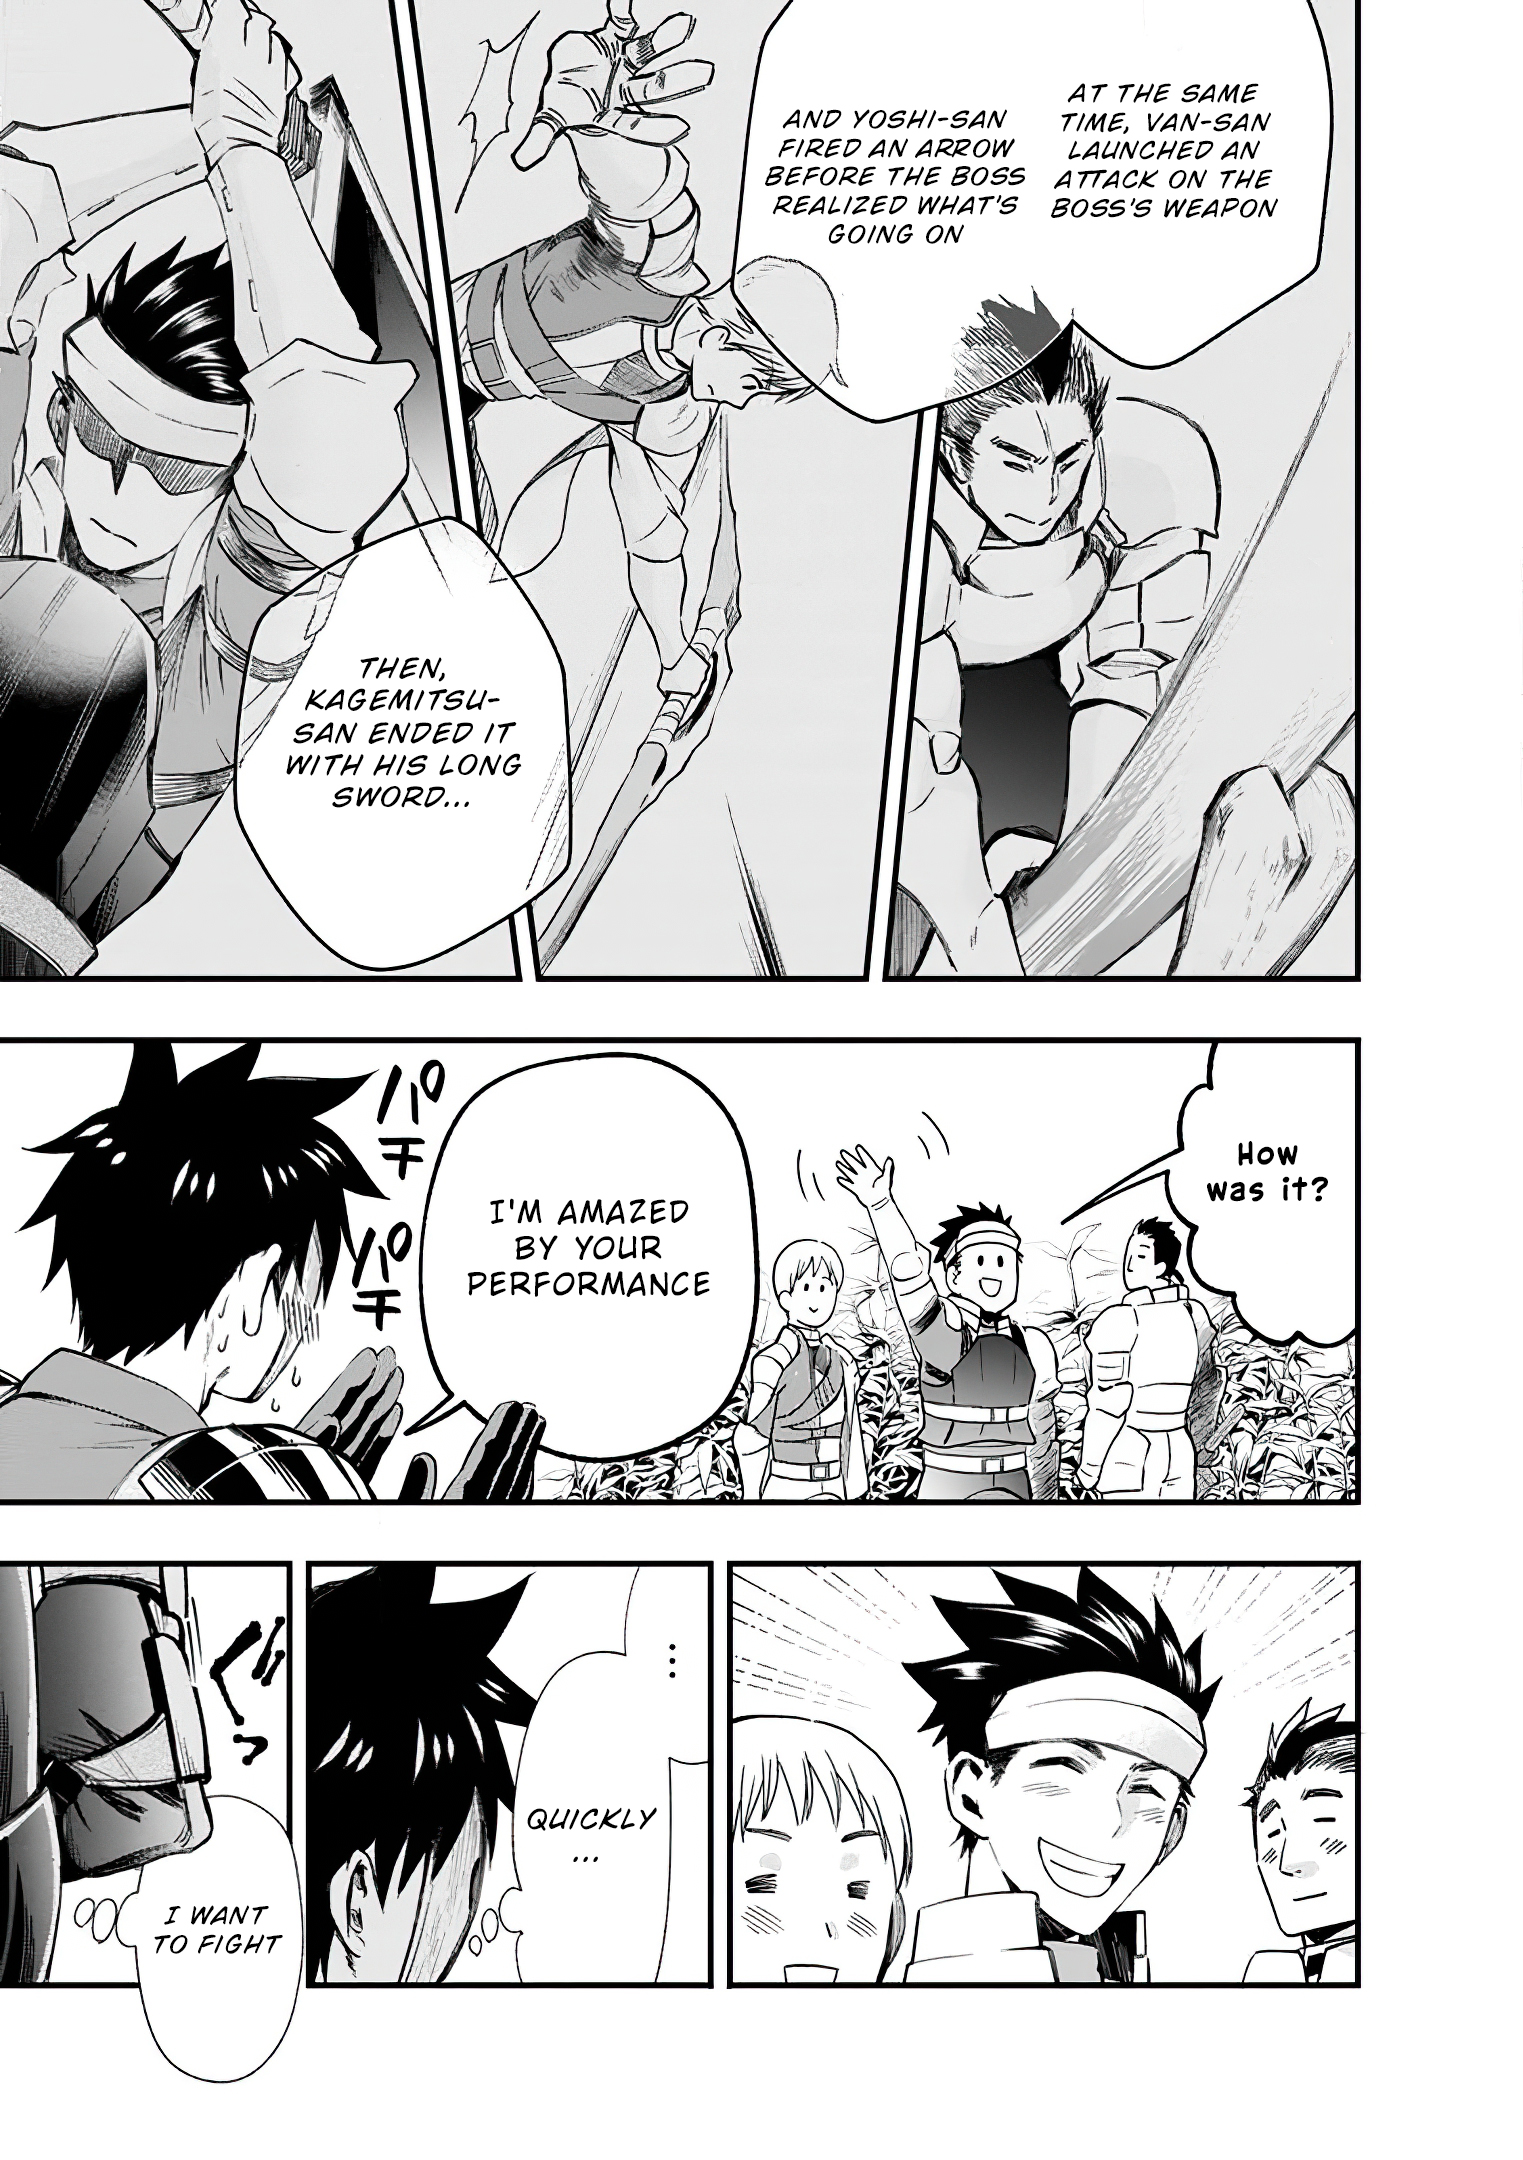 AT THE SAME
TIME, VAN-SAN
LAUNCHED AN
ATTACK ON THE
BOSS'S WEAPON
AND YOSHI-SAN
FIRED AN ARROW
BEFORE THE BOSS
REALIZED WHAT'S
GOING ON
THEN,
KAGEMITSU-
SAN ENDED IT
WITH HIS LONG
SWORD...
How
was it?
I'M AMAZED
BY YOUR
PERFORMANCE
パチ
パチ
...
QUICKLY
...
ぐっ
I WANT
TO FIGHT